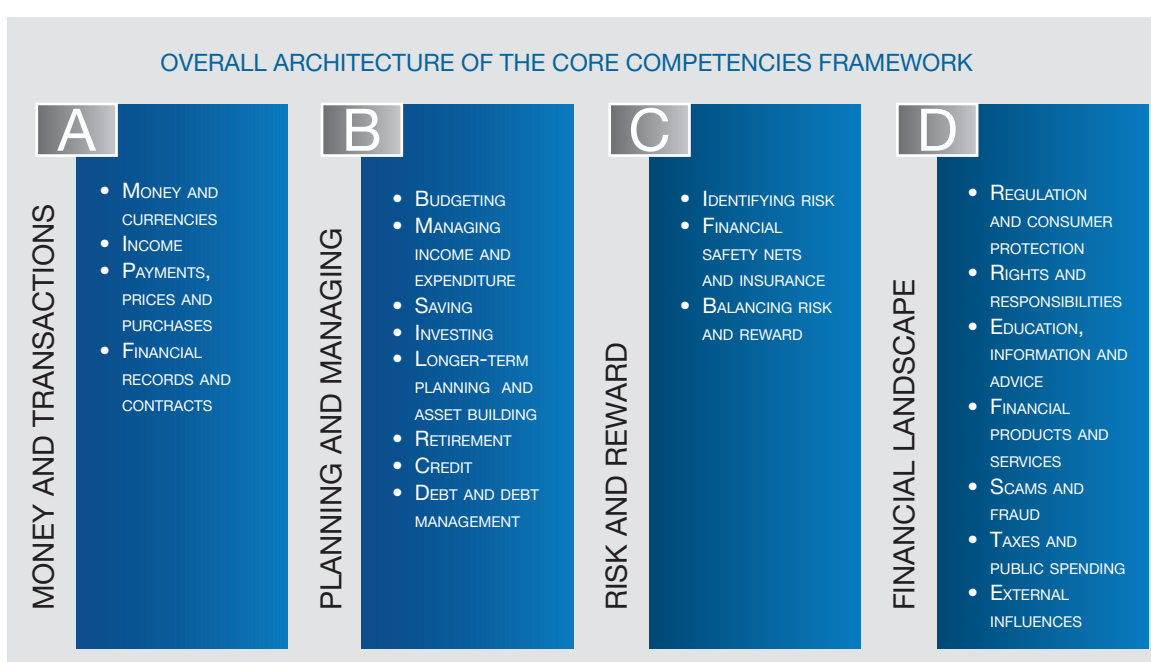 OVERALL ARCHITECTURE OF THE CORE COMPETENCIES FRAMEWORK
A
MONEY AND TRANSACTIONS
• MONEY AND
CURRENCIES
• INCOME
• PAYMENTS,
PRICES AND
PURCHASES
• FINANCIAL
RECORDS AND
CONTRACTS
B
PLANNING AND MANAGING
• BUDGETING
• MANAGING
INCOME AND
EXPENDITURE
• SAVING
• INVESTING
• LONGER-TERM
PLANNING AND
ASSET BUILDING
• RETIREMENT
• CREDIT
• DEBT AND DEBT
MANAGEMENT
C
RISK AND REWARD
• IDENTIFYING RISK
• FINANCIAL
SAFETY NETS
AND INSURANCE
• BALANCING RISK
AND REWARD
D
FINANCIAL LANDSCAPE
• REGULATION
AND CONSUMER
PROTECTION
• RIGHTS AND
RESPONSIBILITIES
• EDUCATION,
INFORMATION AND
ADVICE
• FINANCIAL
PRODUCTS AND
SERVICES
• SCAMS AND
FRAUD
• TAXES AND
PUBLIC SPENDING
• EXTERNAL
INFLUENCES